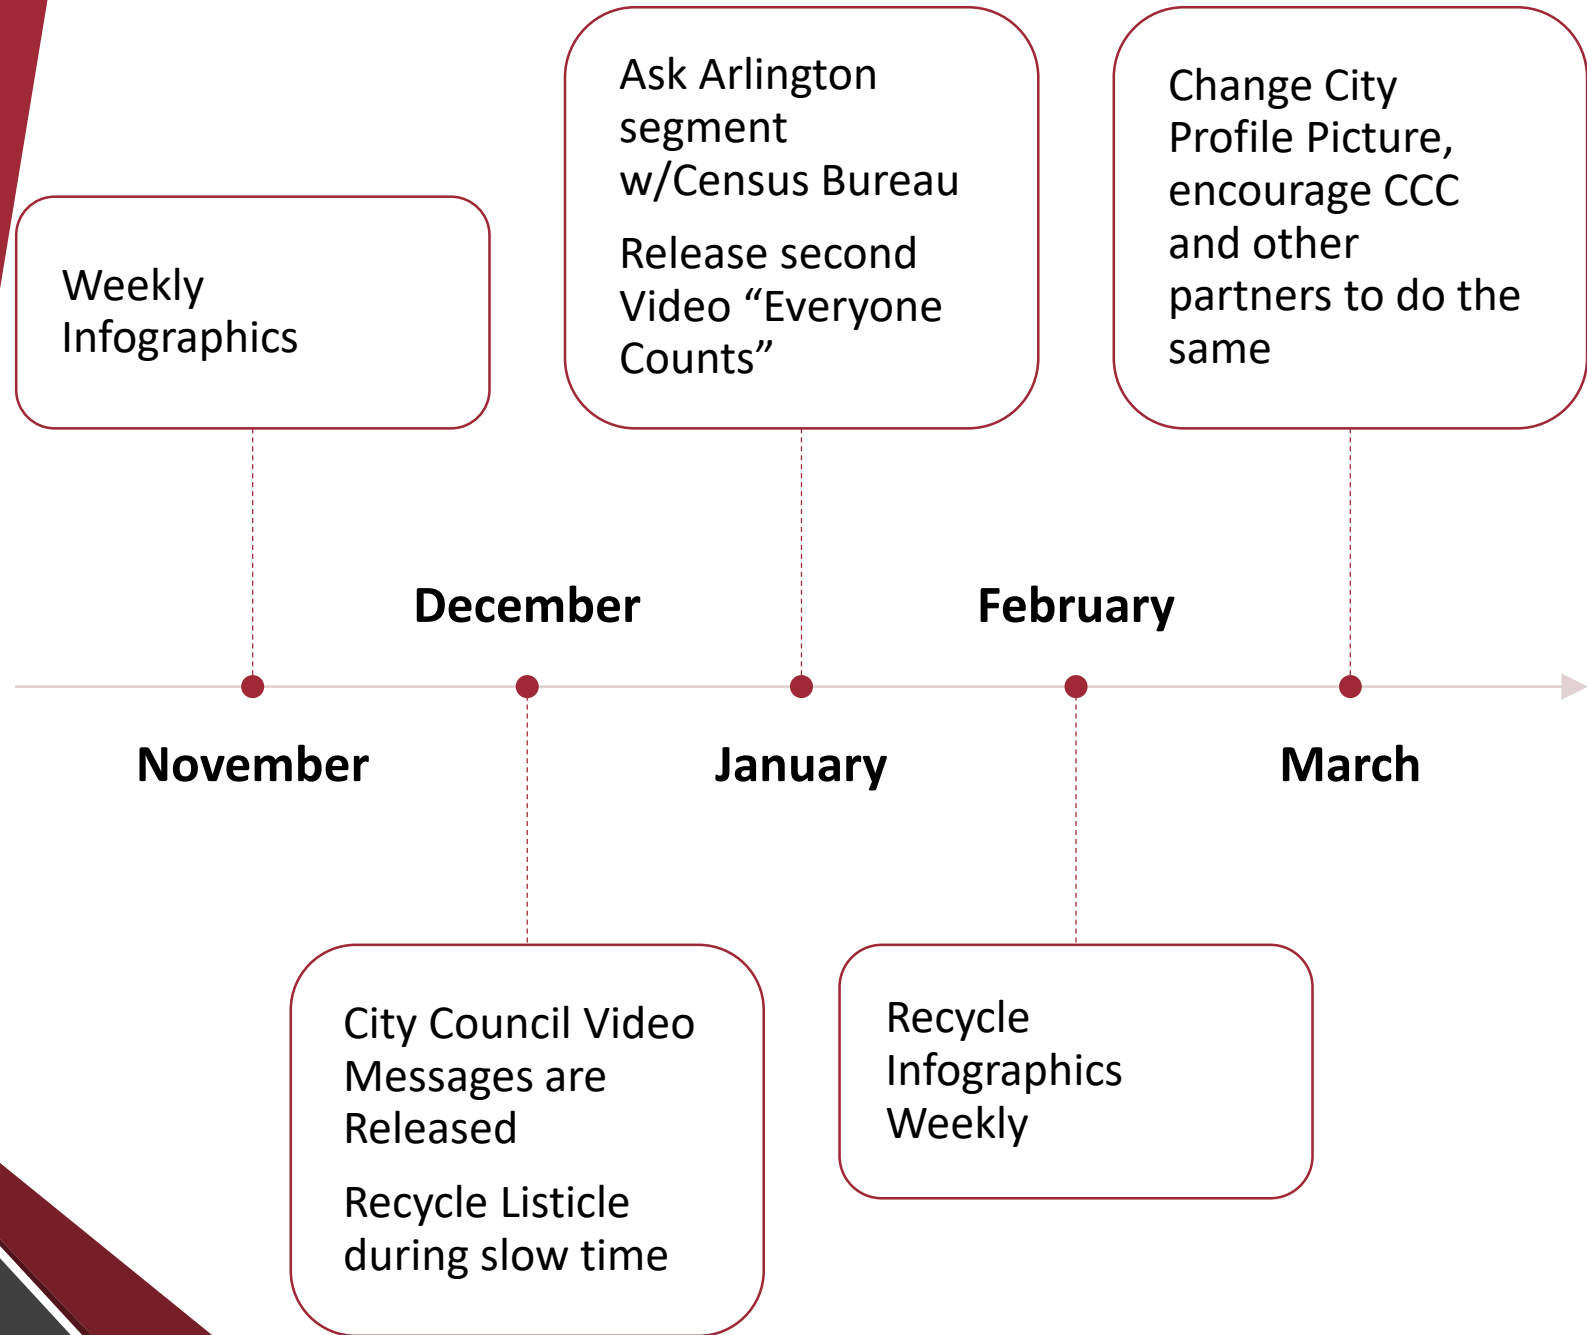 Weekly
Infographics
Ask Arlington
segment
w/Census Bureau
Release second
Video “Everyone
Counts”
Change City
Profile Picture,
encourage CCC
and other
partners to do the
same
December
February
November
January
March
City Council Video
Messages are
Released
Recycle Listicle
during slow time
Recycle
Infographics
Weekly